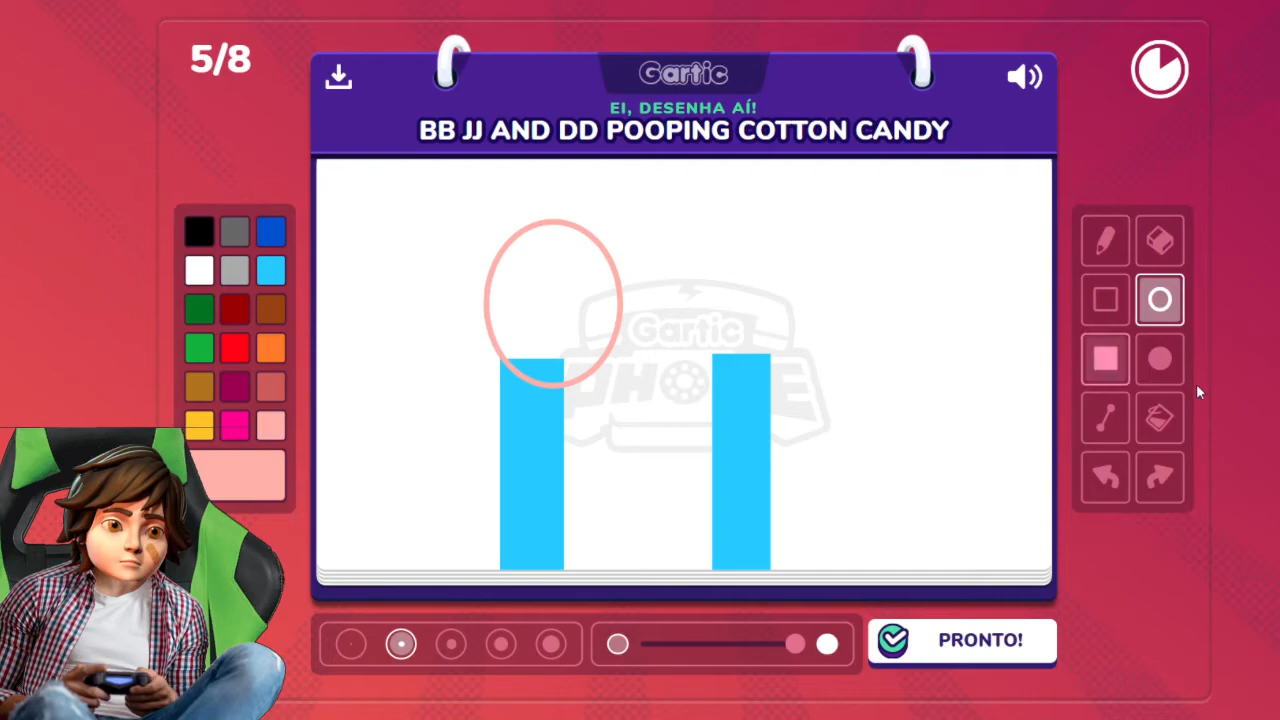 5/8
Gartic
EI, DESENHA AÍ!
BB JJ AND DD POOPING COTTON CANDY
Gartic
PHONE
PRONTO!